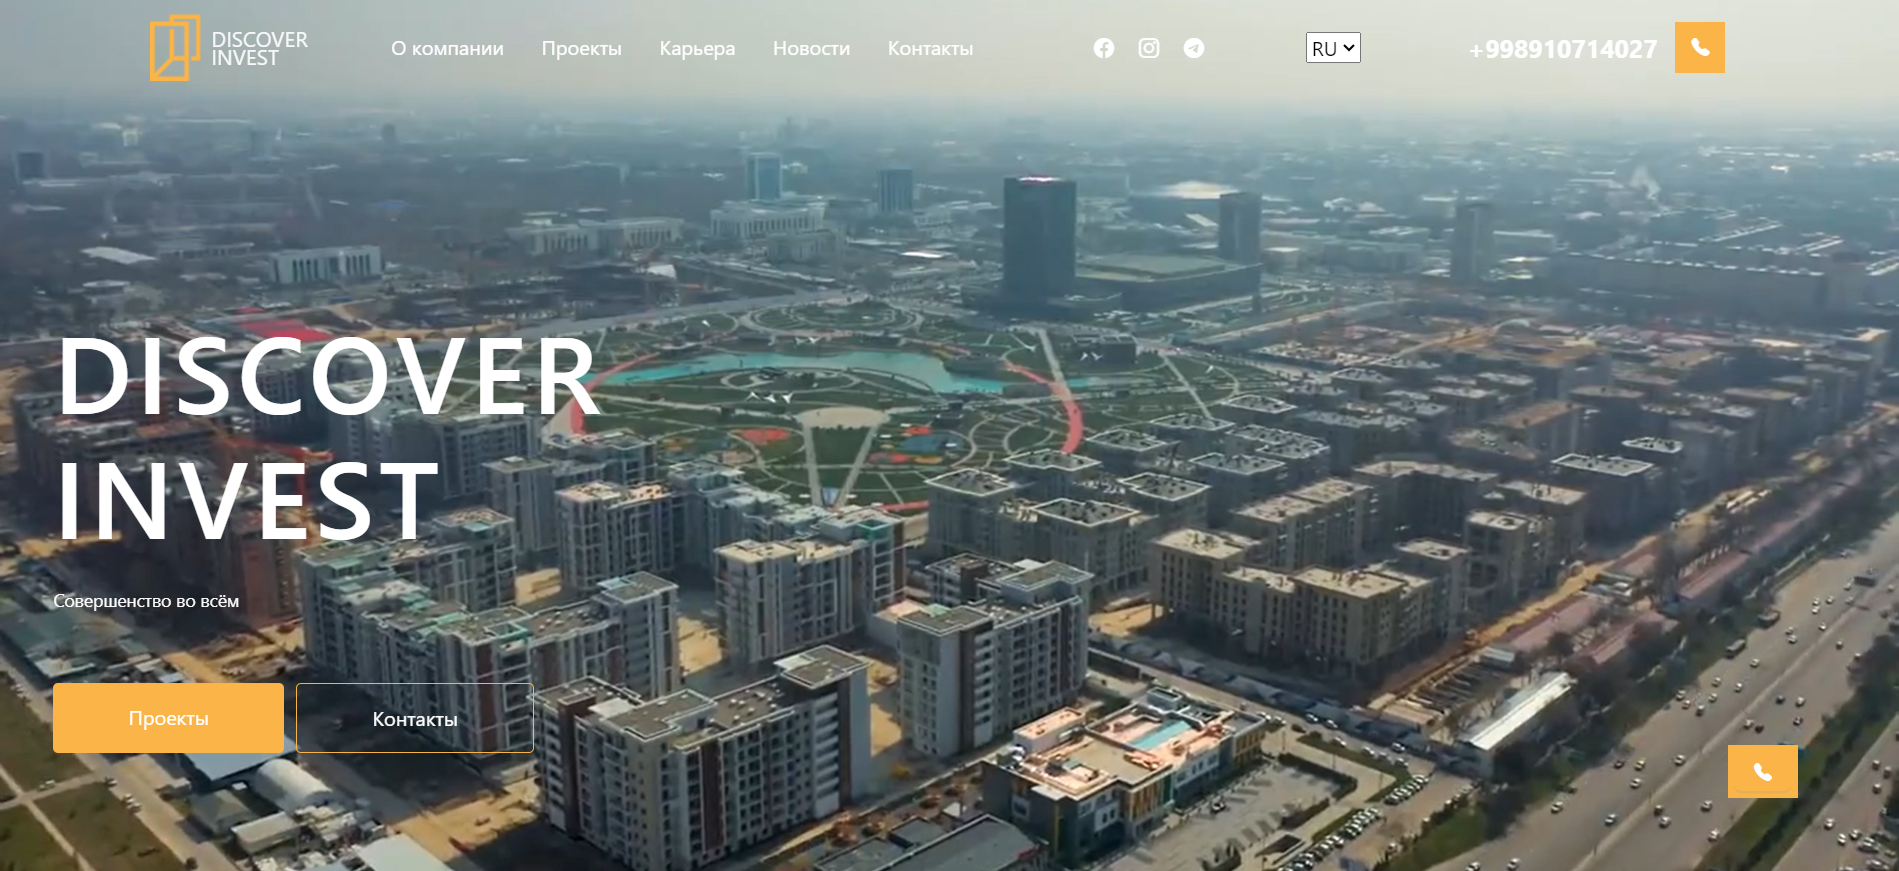 DISCOVER
INVEST
О компании Проекты Карьера Новости Контакты
RU
+998910714027
DISCOVER
INVEST
Совершенство во всём
Проекты
Контакты